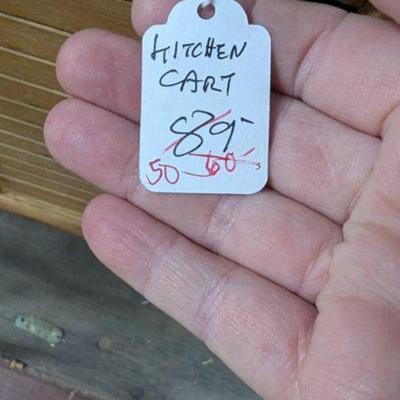 KITCHEN
CART
89-
50 60-